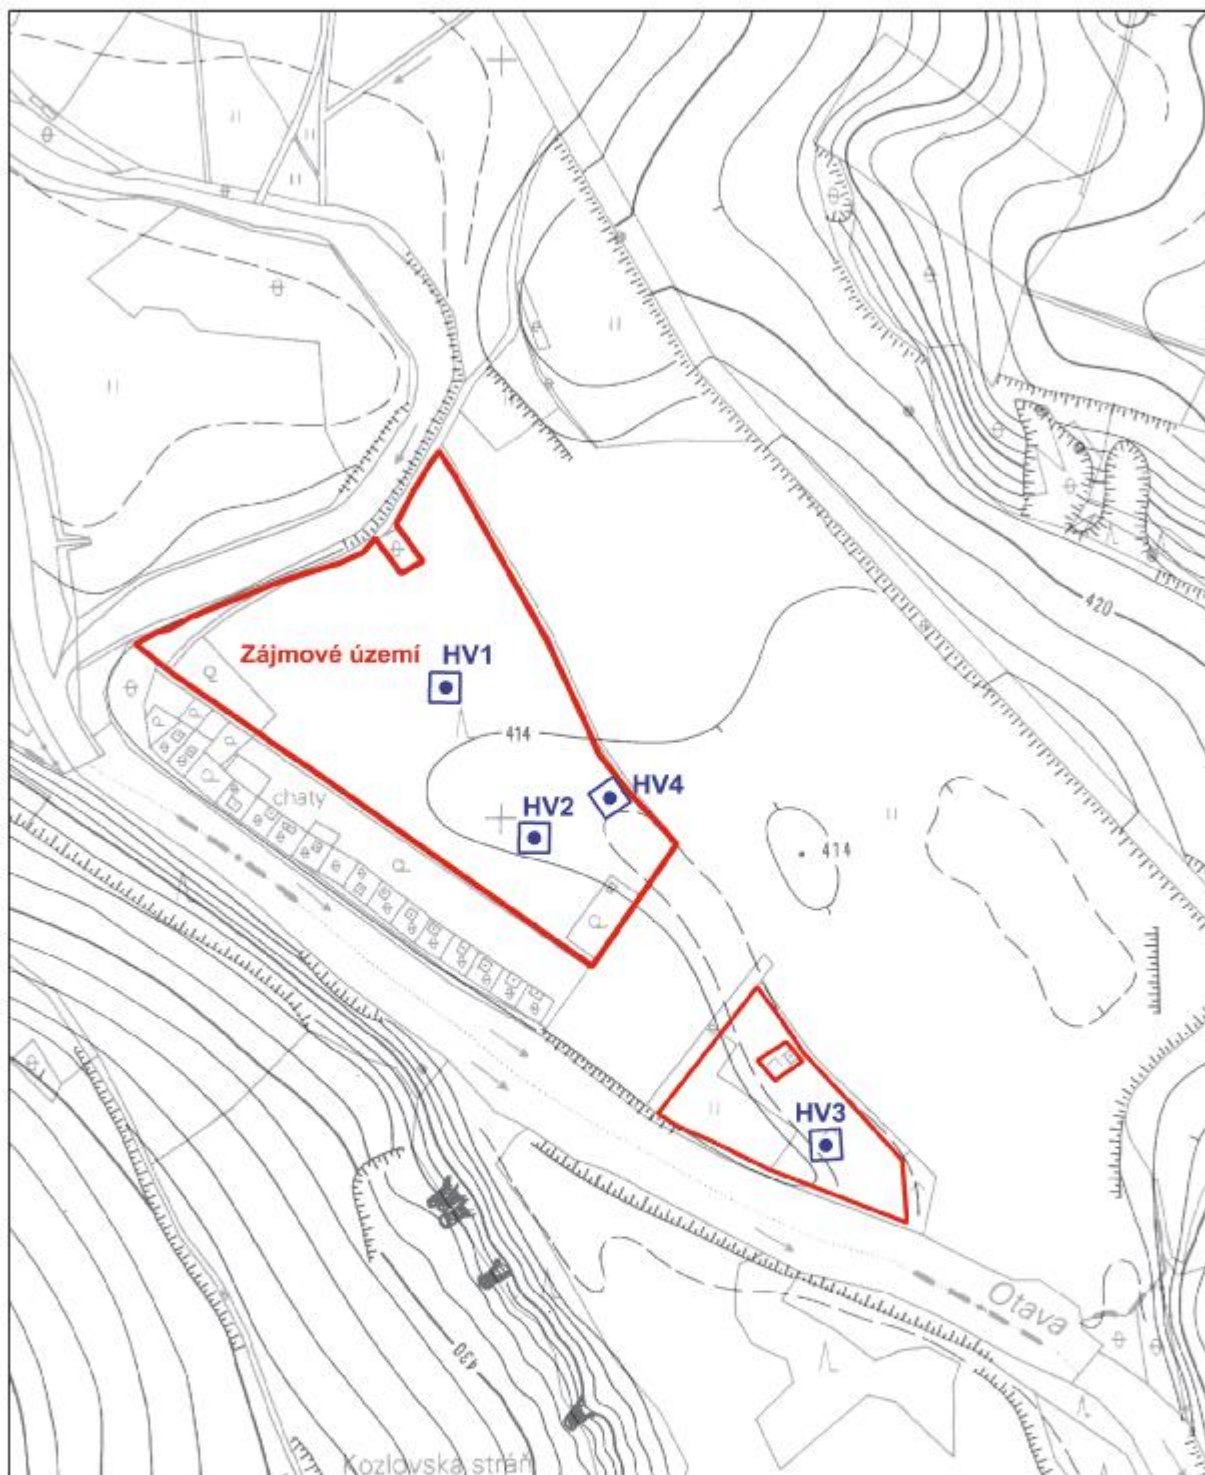 420
Zájmové území
HV1
414
HV4
HV2
chaty
414
HV3
Otava
430
Kozlovská stráň